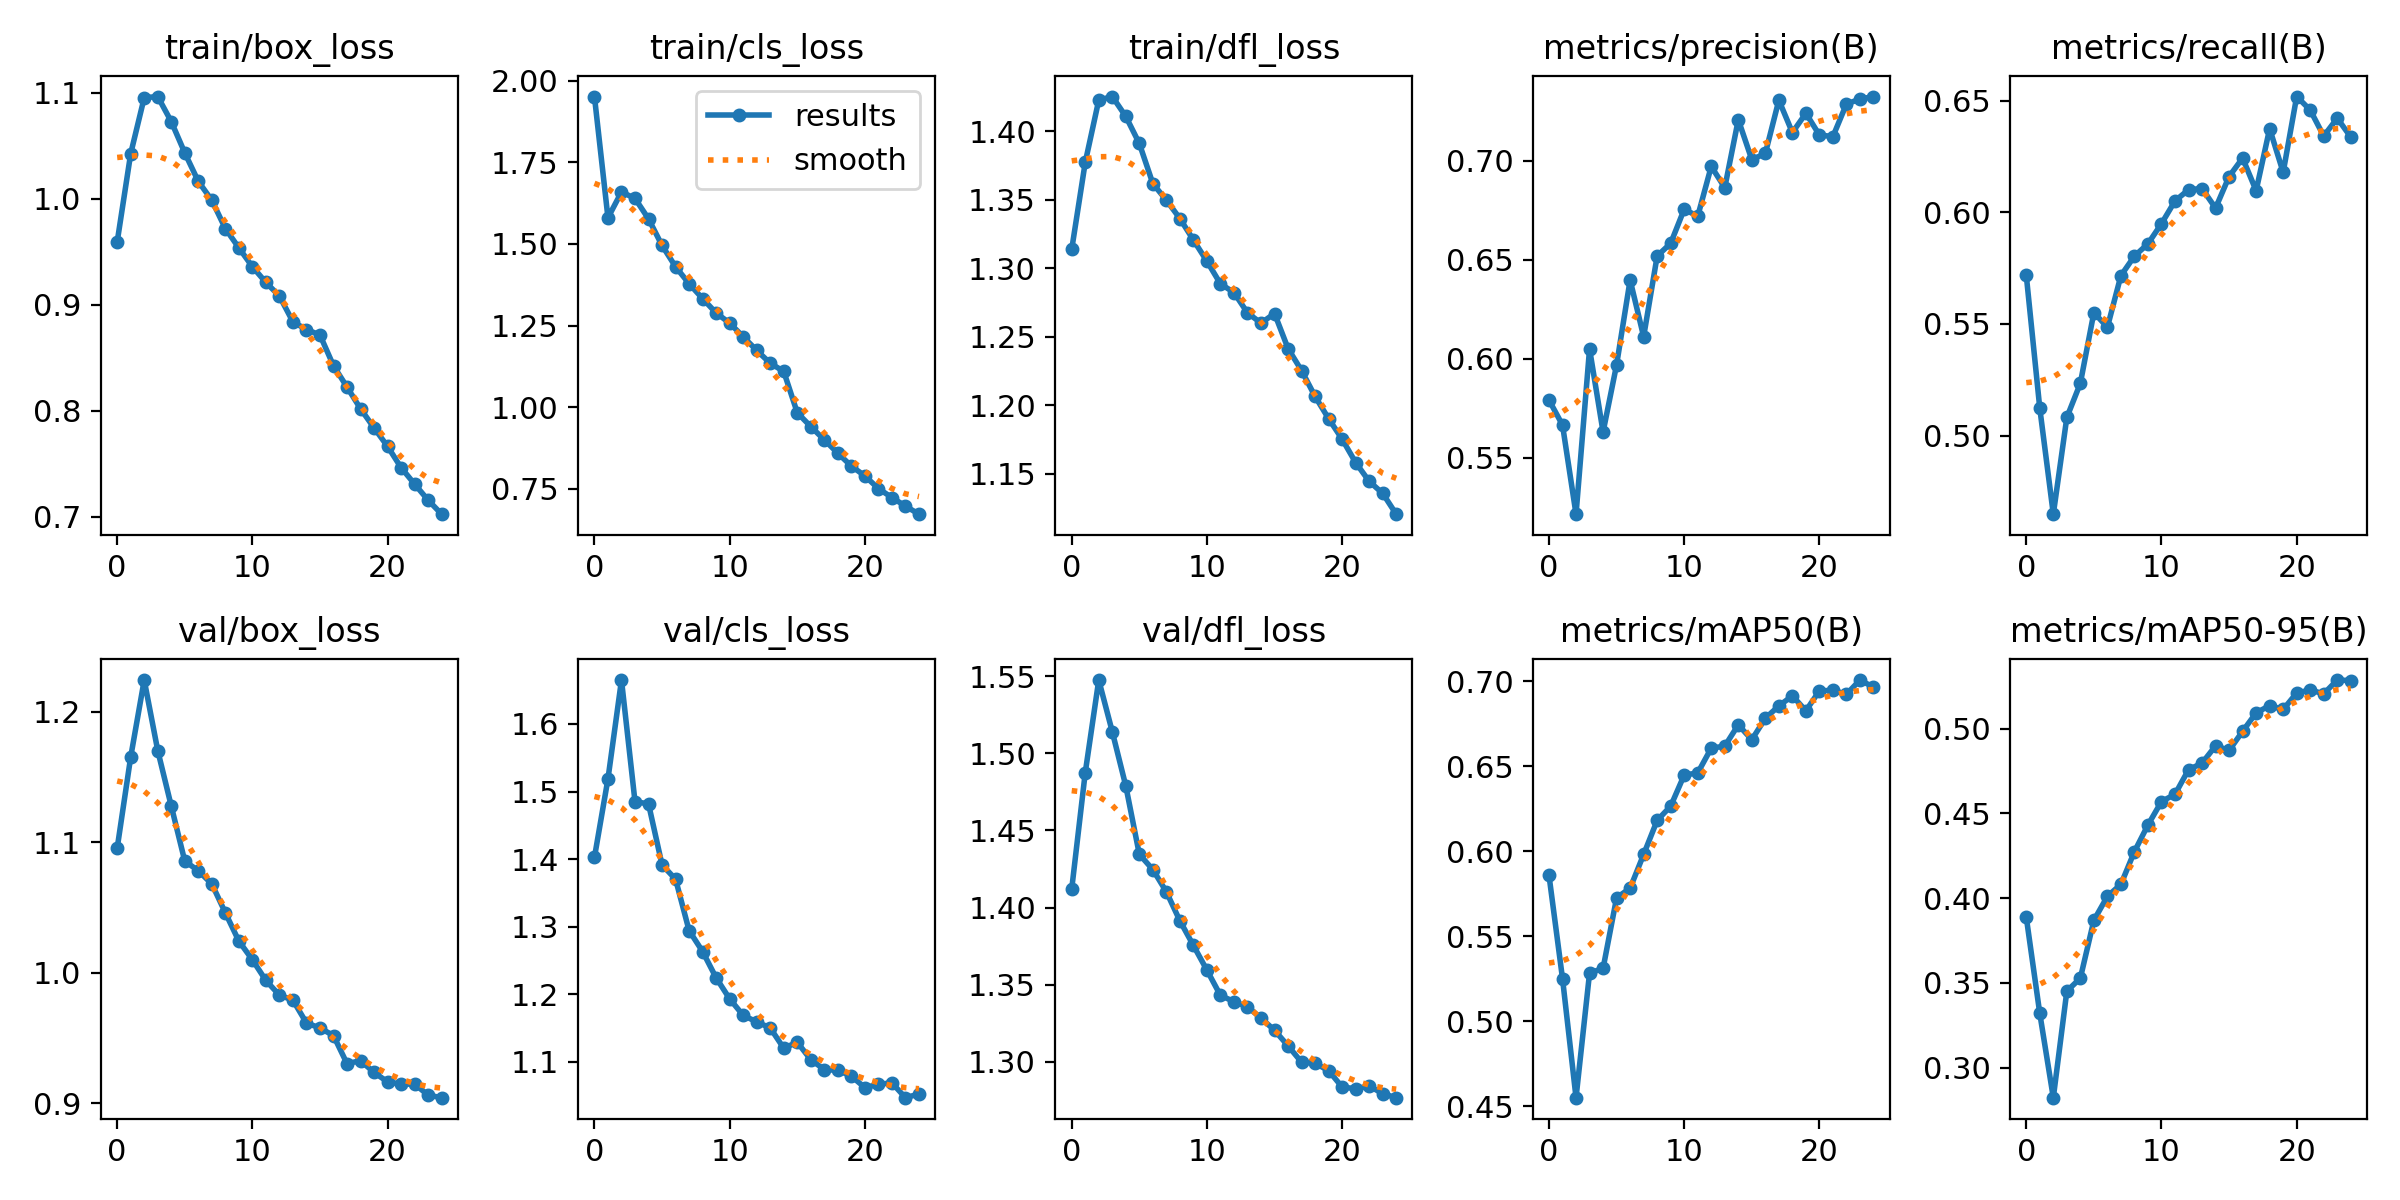 train/box_loss
train/cls_loss
train/dfl_loss
metrics/precision(B)
metrics/recall(B)
1.1
1.0
0.9
0.8
0.7
0 10 20
2.00
1.75
1.50
1.25
1.00
0.75
results
smooth
0 10 20
1.40
1.35
1.30
1.25
1.20
1.15
0 10 20
0.70
0.65
0.60
0.55
0 10 20
0.65
0.60
0.55
0.50
0 10 20
val/box_loss
val/cls_loss
val/dfl_loss
metrics/mAP50(B)
metrics/mAP50-95(B)
1.2
1.1
1.0
0.9
0 10 20
1.6
1.5
1.4
1.3
1.2
1.1
0 10 20
1.55
1.50
1.45
1.40
1.35
1.30
0 10 20
0.70
0.65
0.60
0.55
0.50
0.45
0 10 20
0.50
0.45
0.40
0.35
0.30
0 10 20